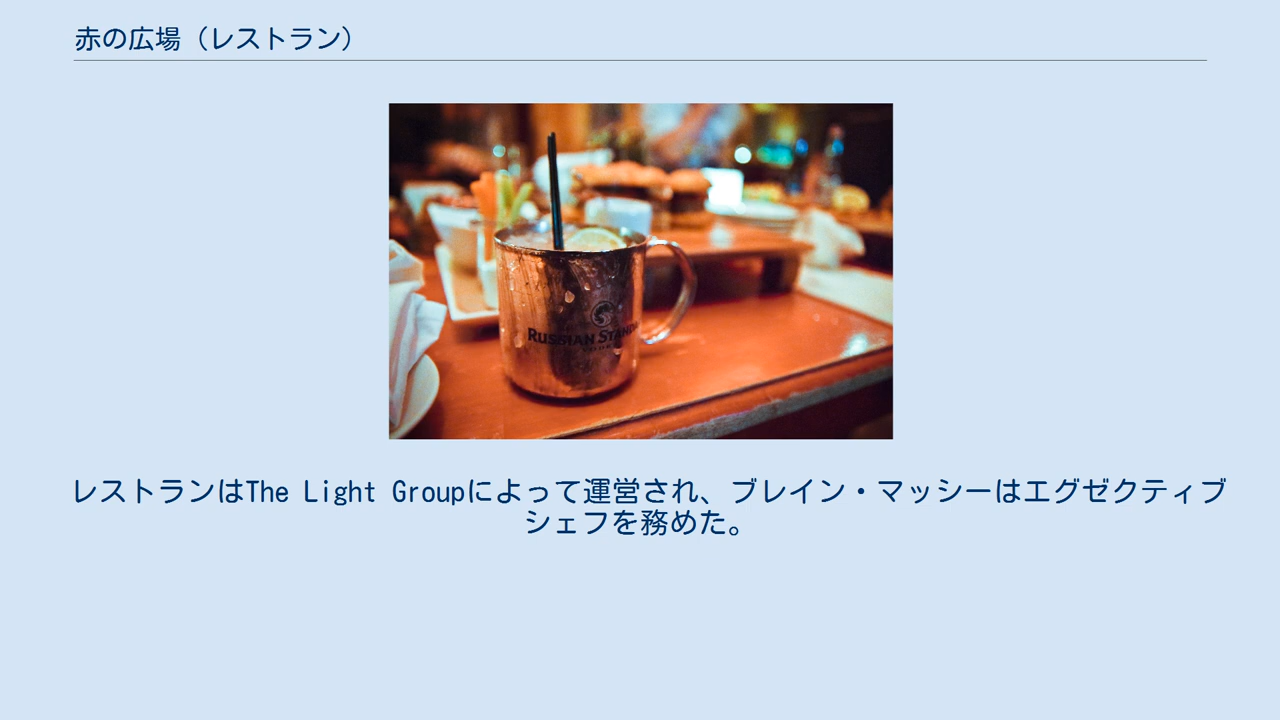 赤の広場（レストラン）
RUSSIAN STAND
レストランはThe Light Groupによって運営され、ブレイン・マッシーはエグゼクティブ
シェフを務めた。